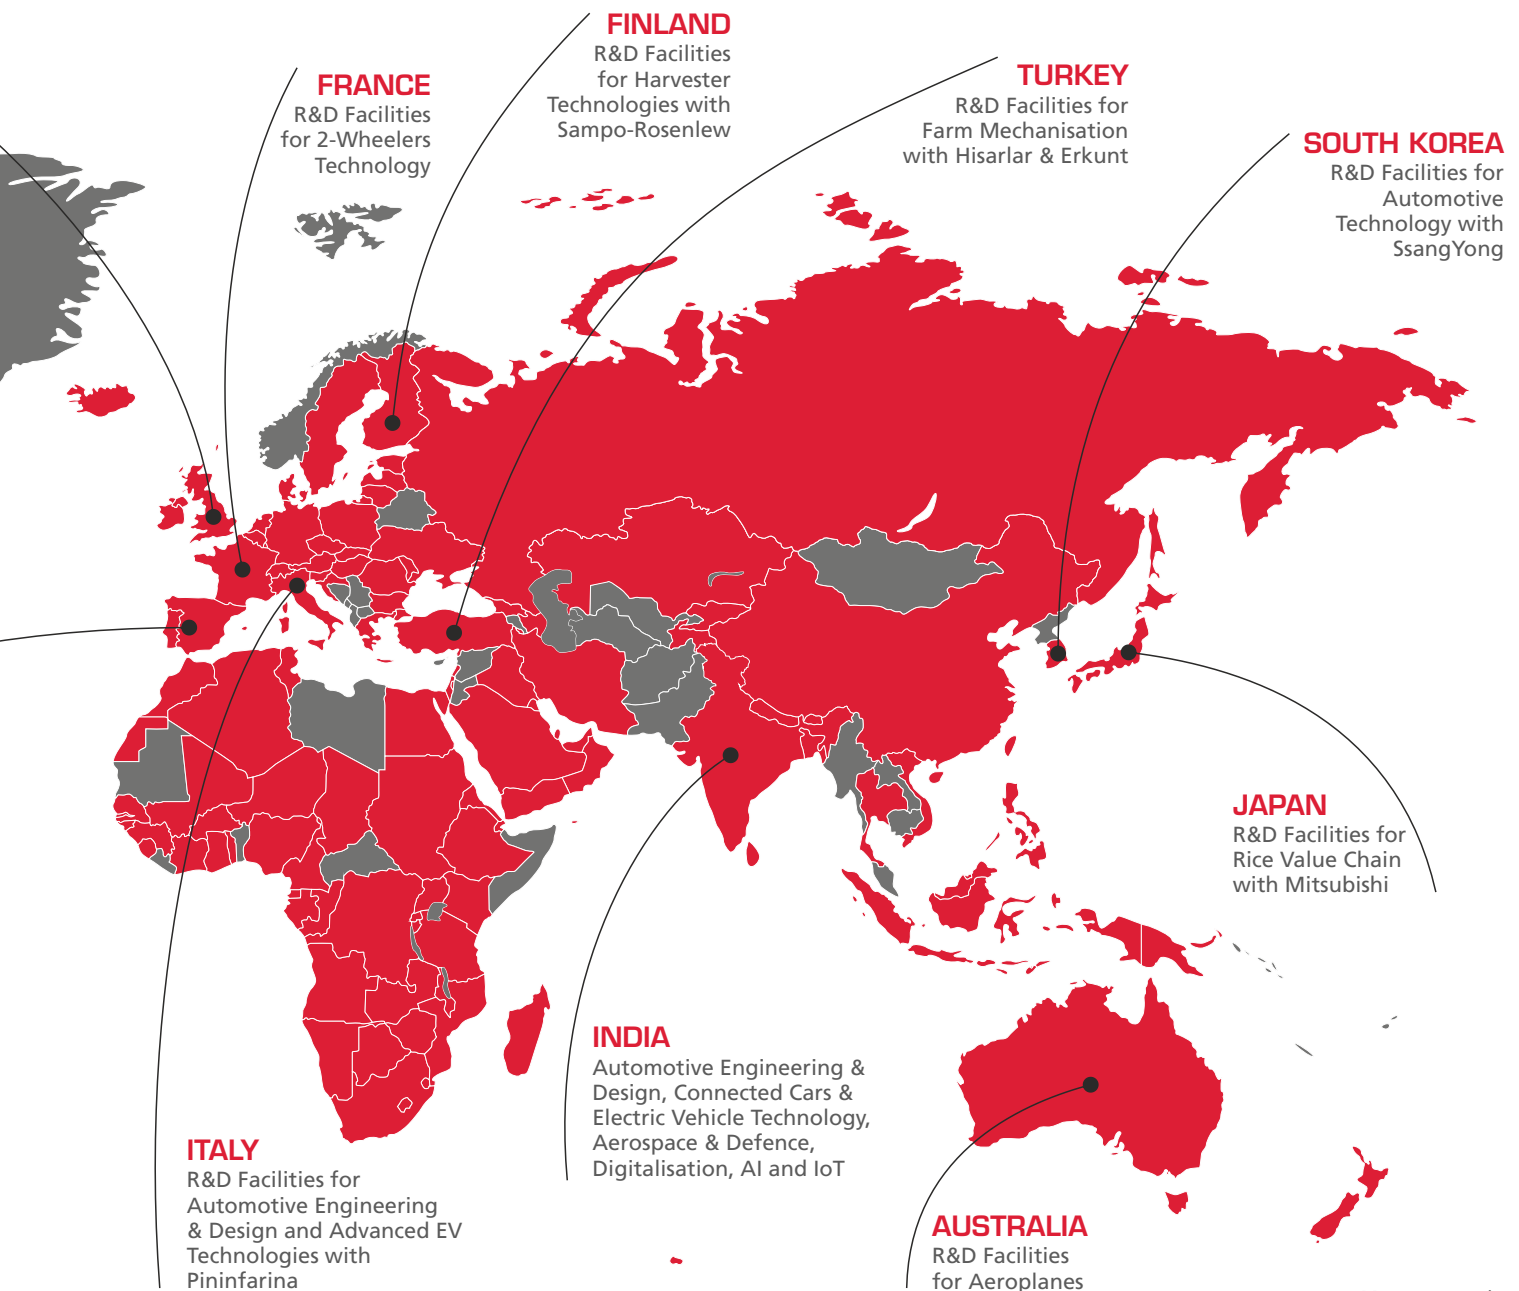 FINLAND
R&D Facilities
for Harvester
Technologies with
Sampo-Rosenlew
FRANCE
R&D Facilities
for 2-Wheelers
Technology
TURKEY
R&D Facilities for
Farm Mechanisation
with Hisarlar & Erkunt
SOUTH KOREA
R&D Facilities for
Automotive
Technology with
SsangYong
JAPAN
R&D Facilities for
Rice Value Chain
with Mitsubishi
INDIA
Automotive Engineering &
Design, Connected Cars &
Electric Vehicle Technology,
Aerospace & Defence,
Digitalisation, AI and IoT
ITALY
R&D Facilities for
Automotive Engineering
& Design and Advanced EV
Technologies with
Pininfarina
AUSTRALIA
R&D Facilities
for Aeroplanes